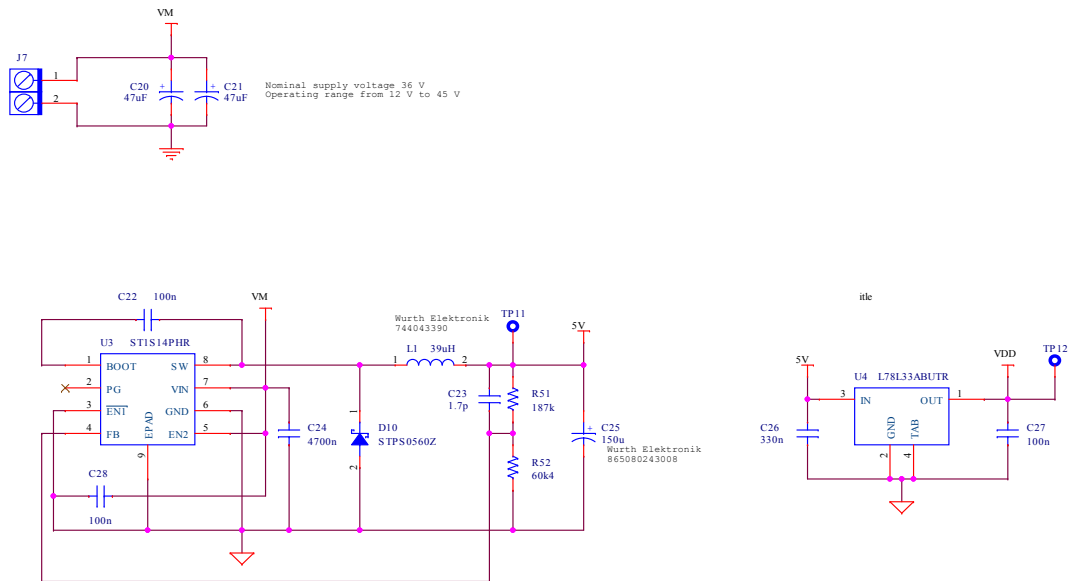 VM
J7
1
2
C20
47uF
C21
47uF
Nominal supply voltage 36 V
Operating range from 12 V to 45 V
C22 100n
VM
U3 ST1S14PHR
1 BOOT SW 8
2 PG VIN 7
3 EN1 GND 6
4 FB EN2 5
EPAD
9
C28
100n
C24
4700n
D10
STPS0560Z
1
2
Wurth Elektronik
744043390
L1 39uH
1 2
TP11
5V
C23
1.7p
R51
187k
R52
60k4
C25
150u
Wurth Elektronik
865080243008
itle
5V
VDD
TP12
U4 L78L33ABUTR
3 IN OUT 1
GND
TAB
2
4
C26
330n
C27
100n